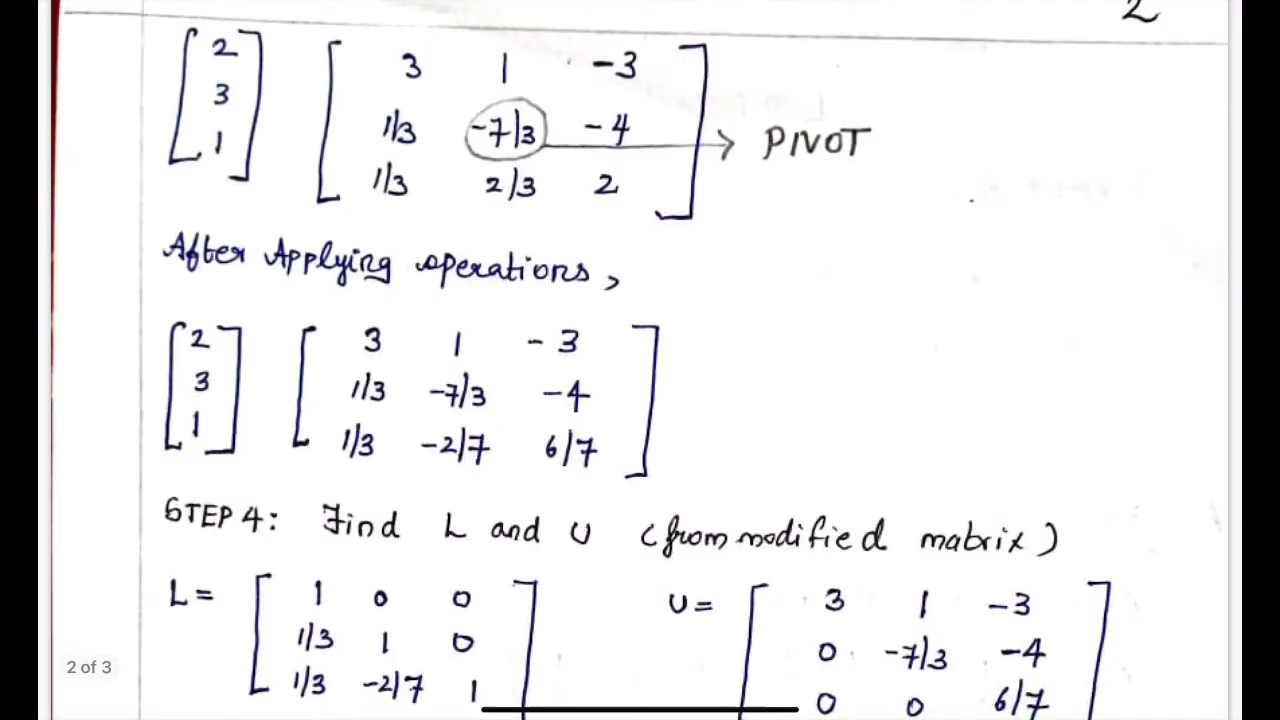 2
2 3 1 -3
3 1/3 -7/3 -4 → PIVOT
1 1/3 2/3 2
After Applying operations,
2 3 1 -3
3 1/3 -7/3 -4
1 1/3 -2/7 6/7
STEP 4: Find L and U (from modified matrix)
L = 1 0 0 U = 3 1 -3
1/3 1 0 0 -7/3 -4
1/3 -2/7 1 0 0 6/7
2 of 3